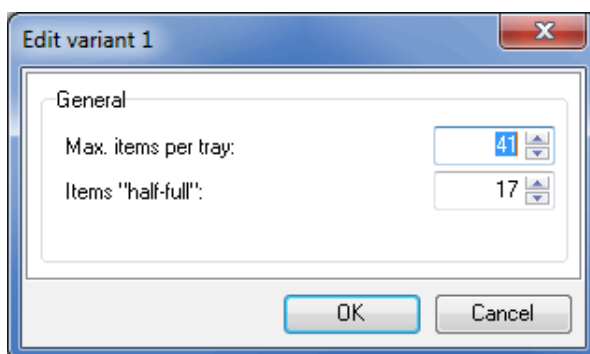 Edit variant 1
General
Max. items per tray: 41
Items "half-full": 17
OK Cancel